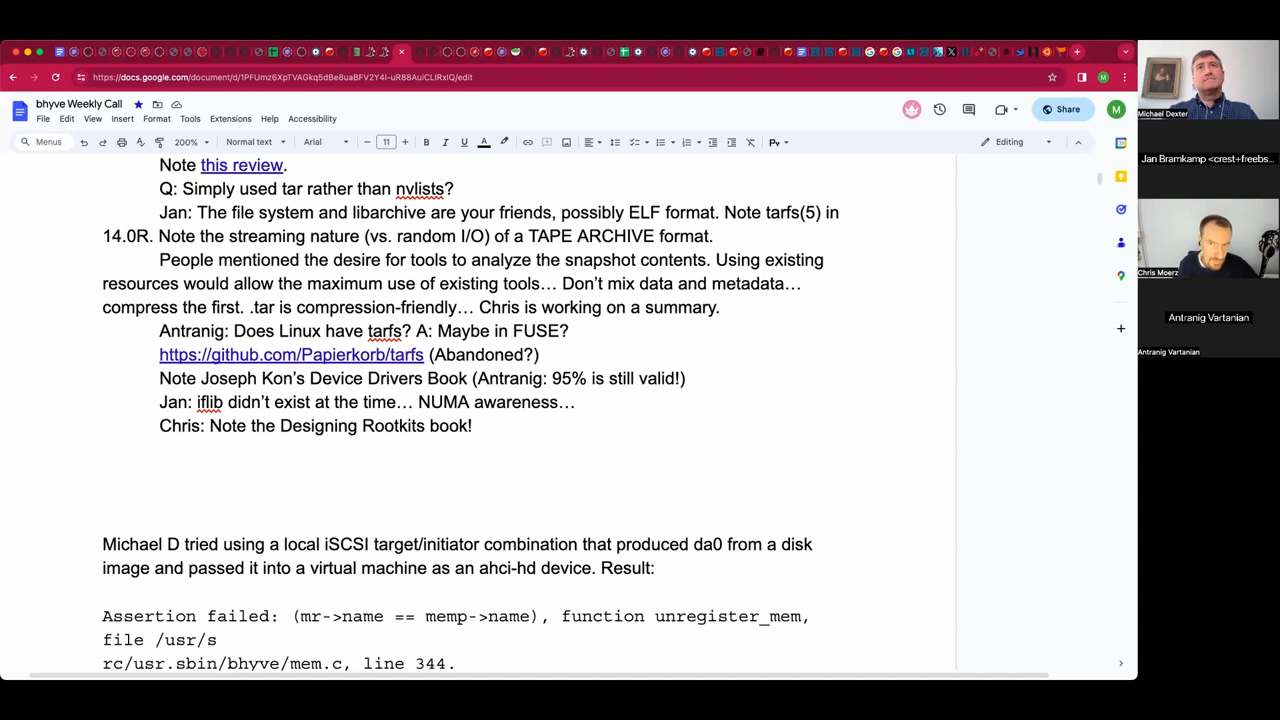 https://docs.google.com/document/d/1PFUmz6XpTVAGkq5dBe8uaBFV2Y4i-uR88AuiCLlRxIQ/edit
bhyve Weekly Call
File Edit View Insert Format Tools Extensions Help Accessibility
Share
M
Menus
200%
Normal text
Arial
11
Editing
Note this review.
Q: Simply used tar rather than nvlists?
Jan: The file system and libarchive are your friends, possibly ELF format. Note tarfs(5) in
14.0R. Note the streaming nature (vs. random I/O) of a TAPE ARCHIVE format.
People mentioned the desire for tools to analyze the snapshot contents. Using existing
resources would allow the maximum use of existing tools… Don't mix data and metadata…
compress the first. .tar is compression-friendly… Chris is working on a summary.
Antranig: Does Linux have tarfs? A: Maybe in FUSE?
https://github.com/Papierkorb/tarfs (Abandoned?)
Note Joseph Kon's Device Drivers Book (Antranig: 95% is still valid!)
Jan: iflib didn't exist at the time… NUMA awareness…
Chris: Note the Designing Rootkits book!
Michael D tried using a local iSCSI target/initiator combination that produced da0 from a disk
image and passed it into a virtual machine as an ahci-hd device. Result:
Assertion failed: (mr->name == memp->name), function unregister_mem,
file /usr/s
rc/usr.sbin/bhyve/mem.c, line 344.
Michael Dexter
Jan Bramkamp <crest+freebs...
Chris Moerz
Antranig Vartanian
Antranig Vartanian